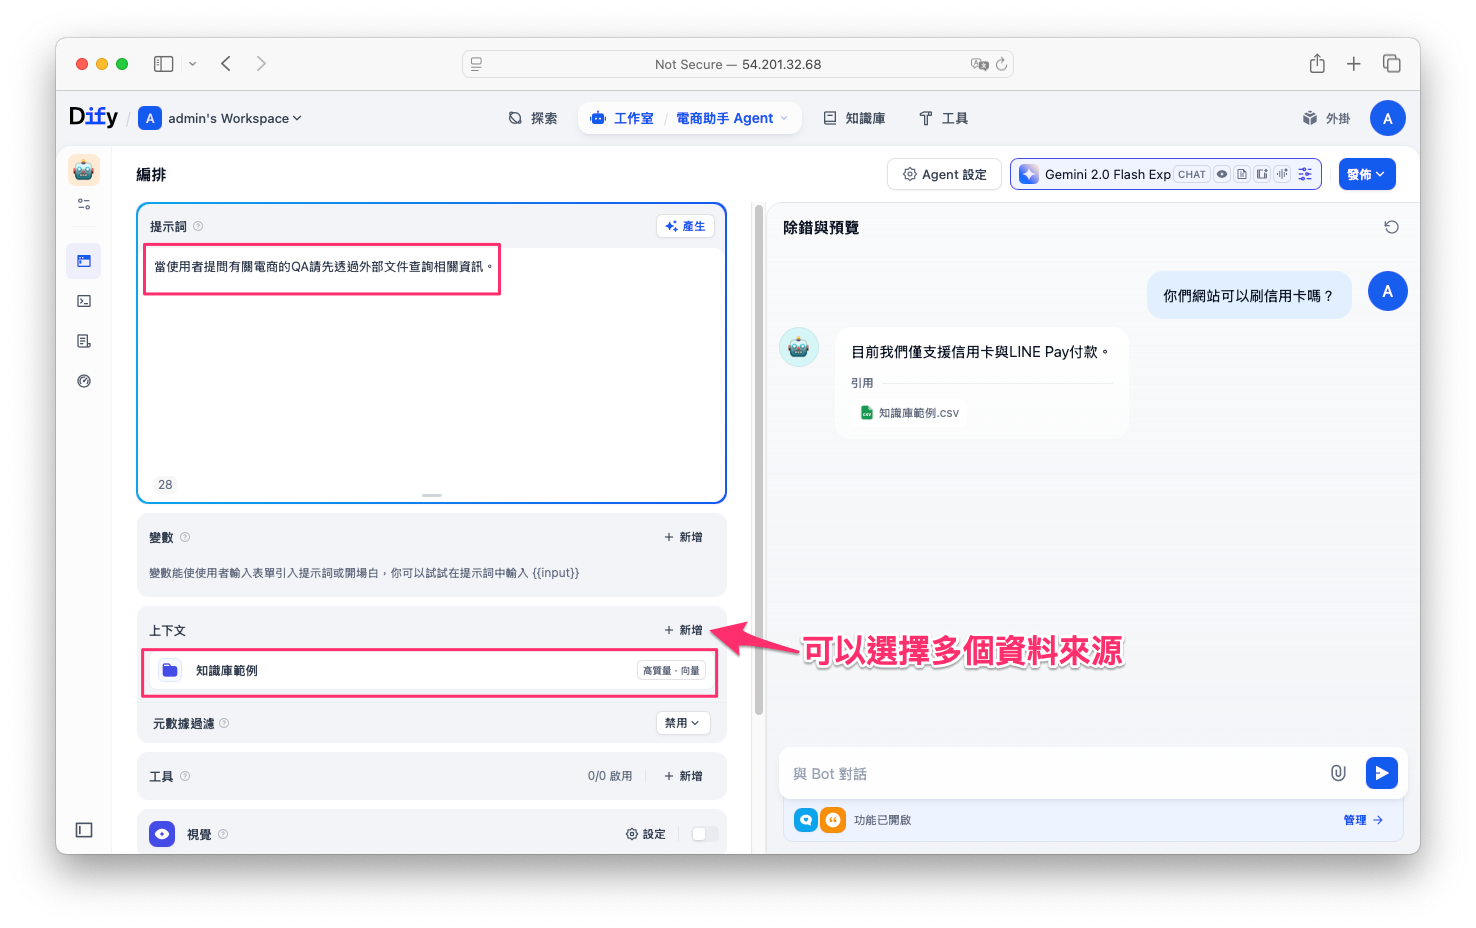 Not Secure — 54.201.32.68
Dify / A admin's Workspace
探索
工作室 / 電商助手 Agent
知識庫
工具
外掛
A
編排
Agent 設定
Gemini 2.0 Flash Exp CHAT
發佈
提示詞
產生
當使用者提問有關電商的QA請先透過外部文件查詢相關資訊。
28
變數
+ 新增
變數能使使用者輸入表單引入提示詞或開場白，你可以試試在提示詞中輸入 {{input}}
上下文
+ 新增
可以選擇多個資料來源
知識庫範例
高質量 · 向量
元數據過濾
禁用
工具
0/0 啟用
+ 新增
視覺
設定
除錯與預覽
你們網站可以刷信用卡嗎？
A
目前我們僅支援信用卡與LINE Pay付款。
引用
知識庫範例.csv
與 Bot 對話
功能已開啟
管理